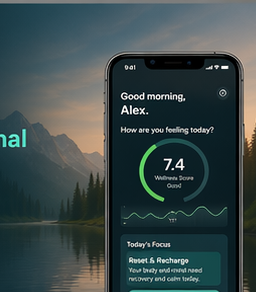 nal
9:41
Good morning,
Alex.
How are you feeling today?
7.4
Wellness Score
Good
Today's Focus
Reset & Recharge
Your body and mind need
recovery and calm today.